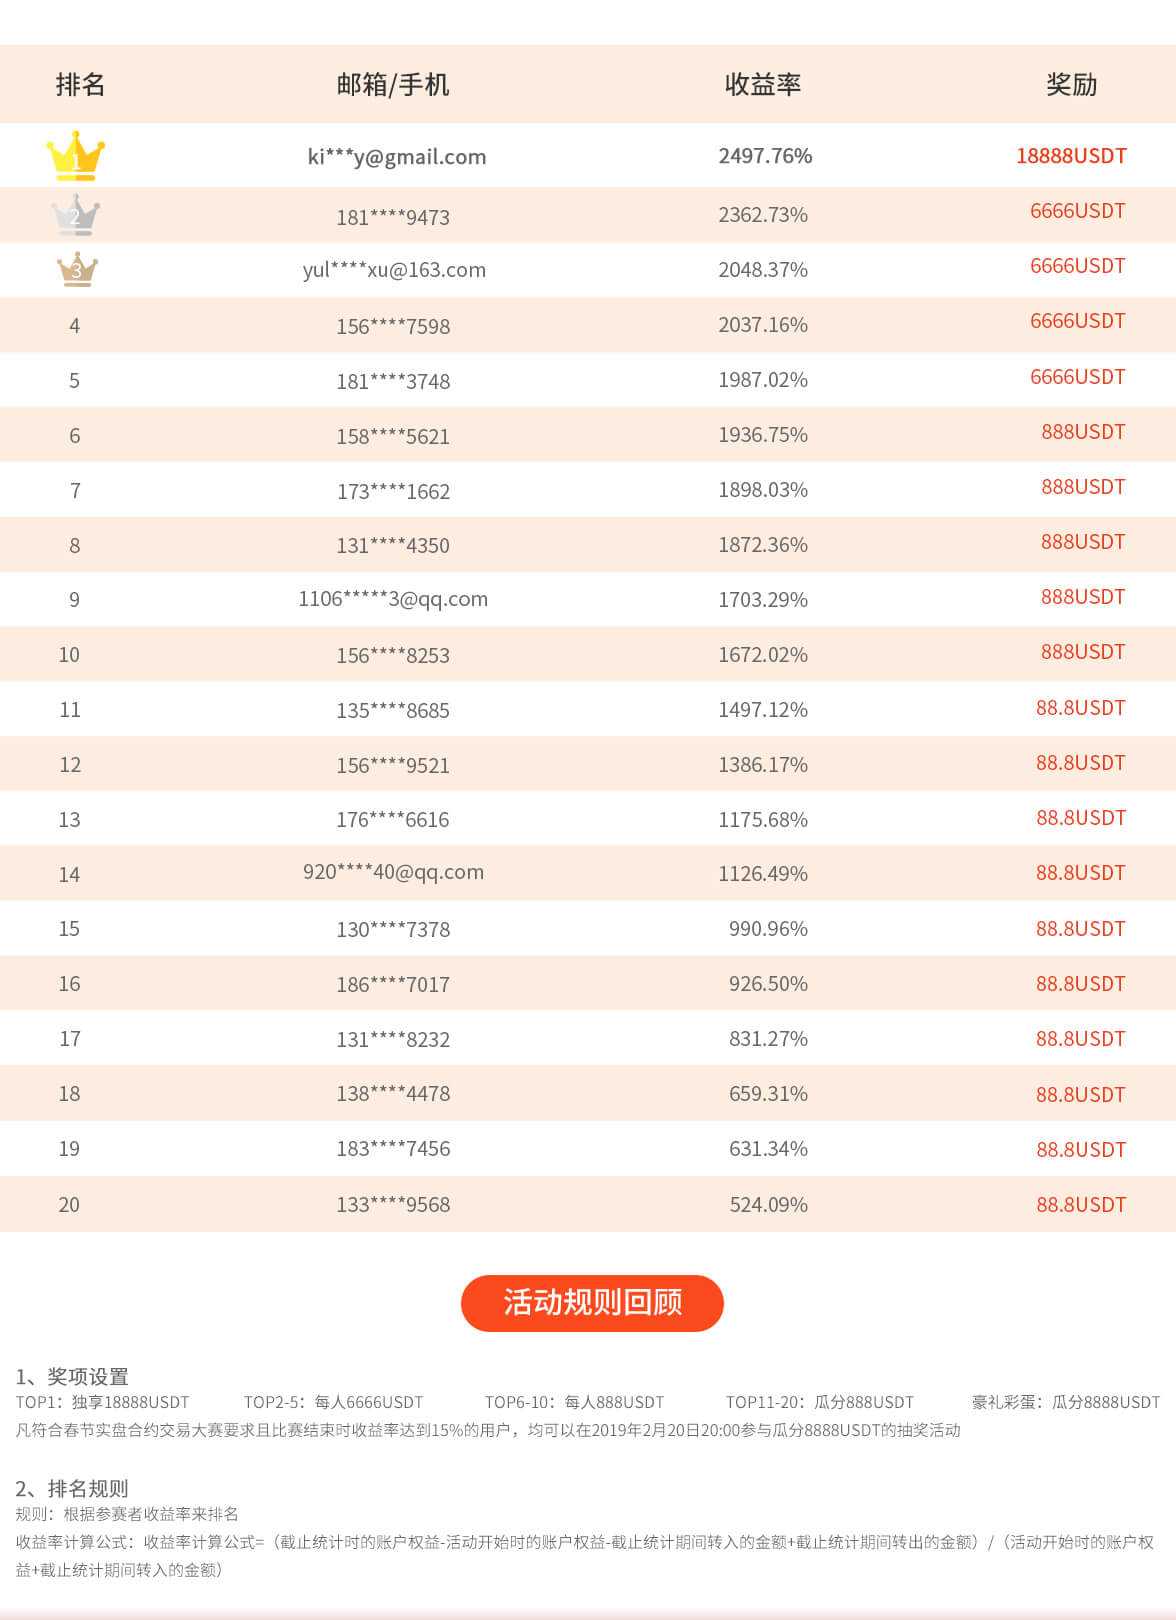 排名 邮箱/手机 收益率 奖励
1 ki***y@gmail.com 2497.76% 18888USDT
2 181****9473 2362.73% 6666USDT
3 yul****xu@163.com 2048.37% 6666USDT
4 156****7598 2037.16% 6666USDT
5 181****3748 1987.02% 6666USDT
6 158****5621 1936.75% 888USDT
7 173****1662 1898.03% 888USDT
8 131****4350 1872.36% 888USDT
9 1106*****3@qq.com 1703.29% 888USDT
10 156****8253 1672.02% 888USDT
11 135****8685 1497.12% 88.8USDT
12 156****9521 1386.17% 88.8USDT
13 176****6616 1175.68% 88.8USDT
14 920****40@qq.com 1126.49% 88.8USDT
15 130****7378 990.96% 88.8USDT
16 186****7017 926.50% 88.8USDT
17 131****8232 831.27% 88.8USDT
18 138****4478 659.31% 88.8USDT
19 183****7456 631.34% 88.8USDT
20 133****9568 524.09% 88.8USDT
活动规则回顾
1、奖项设置
TOP1：独享18888USDT TOP2-5：每人6666USDT TOP6-10：每人888USDT TOP11-20：瓜分888USDT 豪礼彩蛋：瓜分8888USDT
凡符合春节实盘合约交易大赛要求且比赛结束时收益率达到15%的用户，均可以在2019年2月20日20:00参与瓜分8888USDT的抽奖活动
2、排名规则
规则：根据参赛者收益率来排名
收益率计算公式：收益率计算公式=（截止统计时的账户权益-活动开始时的账户权益-截止统计期间转入的金额+截止统计期间转出的金额）/（活动开始时的账户权
益+截止统计期间转入的金额）